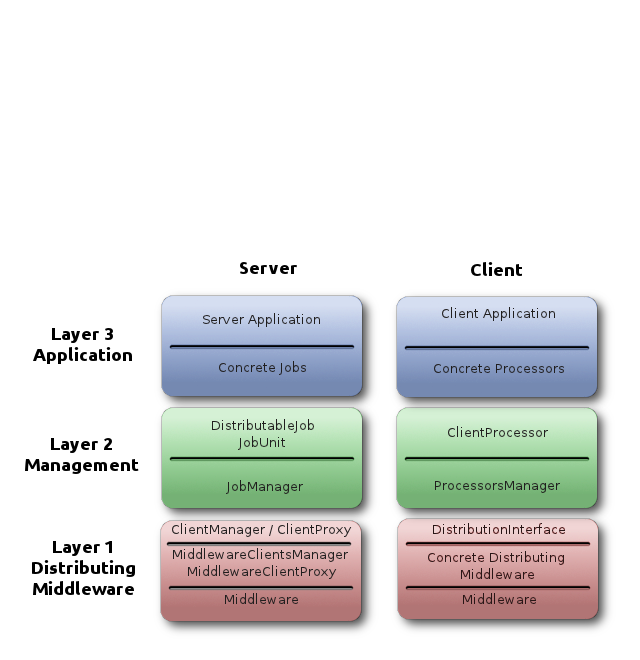 Server
Client
Layer 3
Application
Server Application
Concrete Jobs
Client Application
Concrete Processors
Layer 2
Management
DistributableJob
JobUnit
JobManager
ClientProcessor
ProcessorsManager
Layer 1
Distributing
Middleware
ClientManager / ClientProxy
MiddlewareClientsManager
MiddlewareClientProxy
Middleware
DistributionInterface
Concrete Distributing
Middleware
Middleware